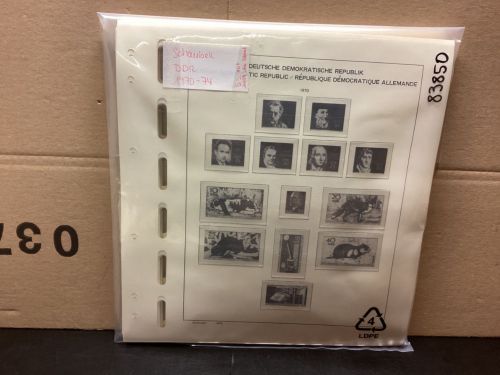 Schaubek
DDR
1970-74
DEUTSCHE DEMOKRATISCHE REPUBLIK
TIC REPUBLIC / RÉPUBLIQUE DÉMOCRATIQUE ALLEMANDE
1970
83850
037
4
LDPE